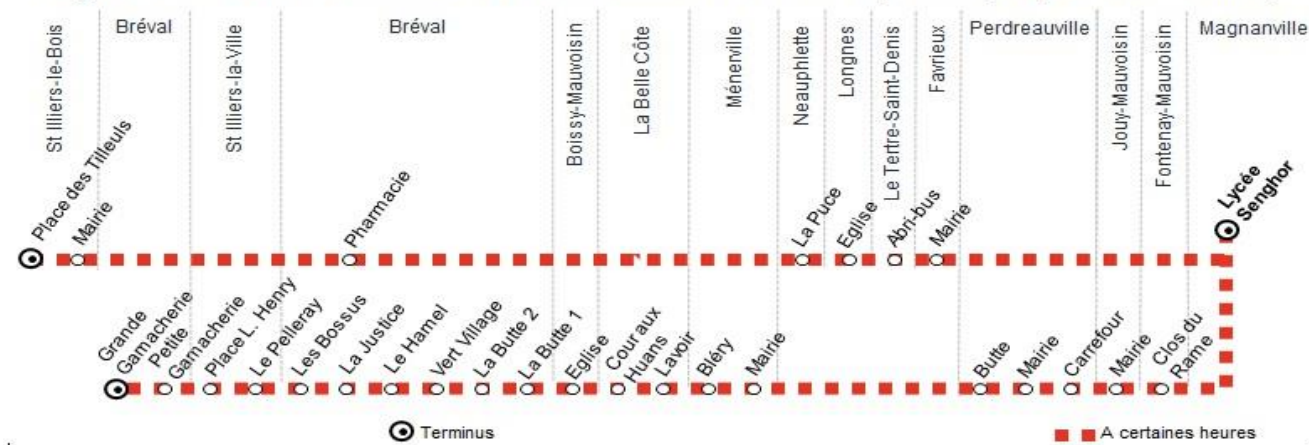 St Illiers-le-Bois
Bréval
St Illiers-la-Ville
Bréval
Boissy-Mauvoisin
La Belle Côte
Ménerville
Neauphlette
Longnes
Le Tertre-Saint-Denis
Favrieux
Perdreauville
Jouy-Mauvoisin
Fontenay-Mauvoisin
Magnanville
Place des Tilleuls
Mairie
Pharmacie
La Puce
Eglise
Abri-bus
Mairie
Lycée
Senghor
Grande
Gamacherie
Petite
Gamacherie
Place L. Henry
Le Pelleray
Les Bossus
La Justice
Le Hamel
Vert Village
La Butte 2
La Butte 1
Eglise
Cour aux
Huans
Lavoir
Bléry
Mairie
Butte
Mairie
Carrefour
Mairie
Clos du
Rame
Terminus
A certaines heures